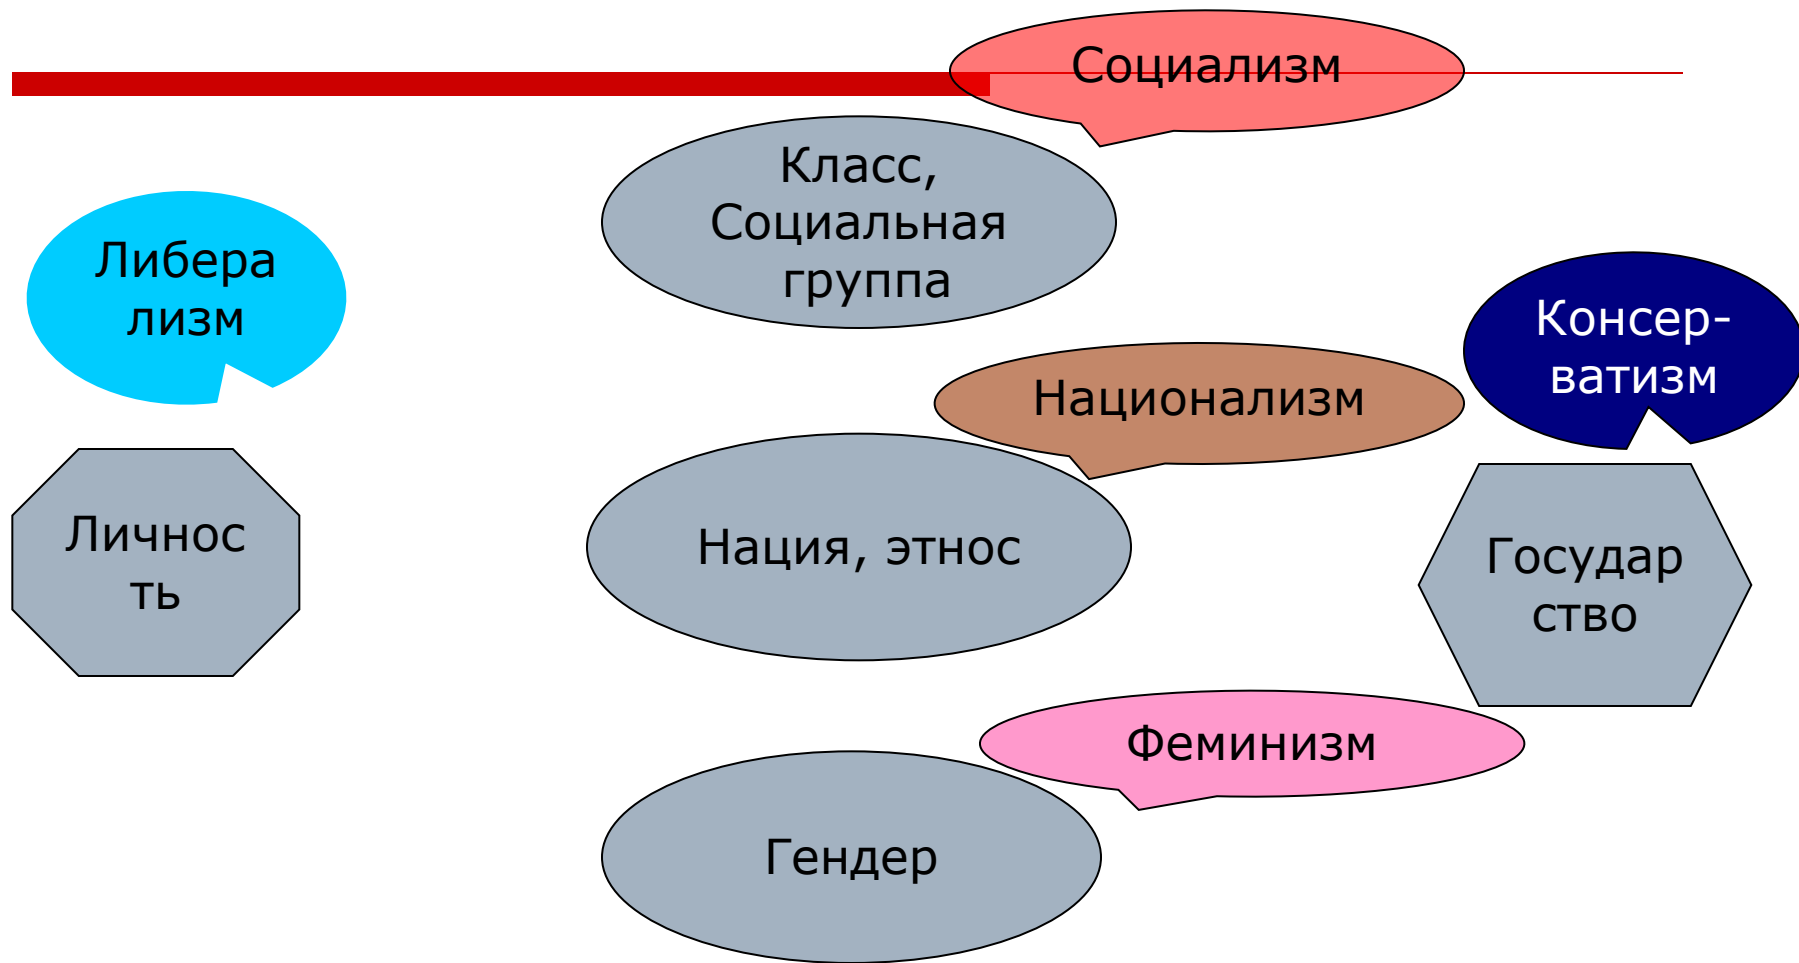 Социализм
Класс,
Социальная
группа
Либера
лизм
Консер-
ватизм
Национализм
Личнос
ть
Нация, этнос
Государ
ство
Феминизм
Гендер